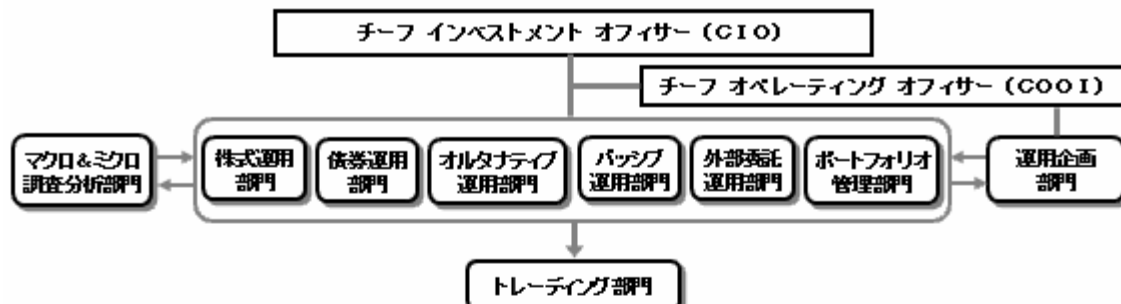 チーフ インベストメント オフィサー (CIO)
チーフ オペレーティング オフィサー (COOI)
マクロ&ミクロ
調査分析部門
株式運用
部門
債券運用
部門
オルタナティブ
運用部門
パッシブ
運用部門
外部委託
運用部門
ポートフォリオ
管理部門
運用企画
部門
トレーディング部門